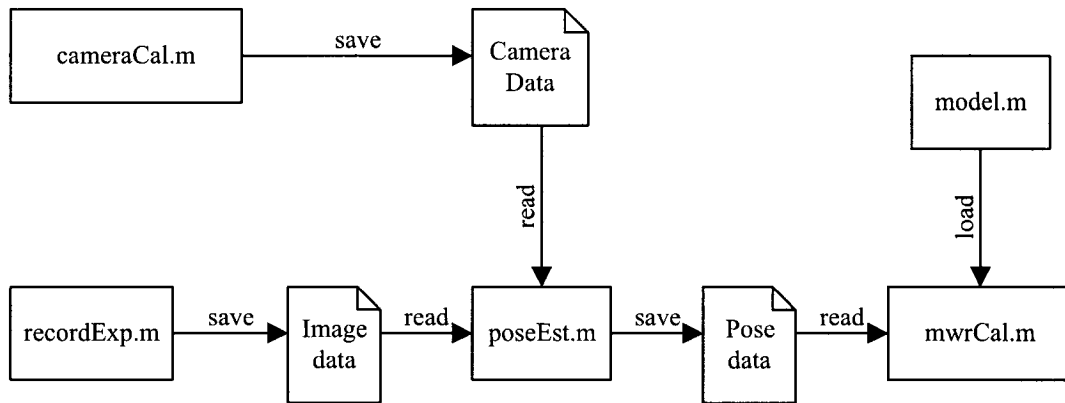 cameraCal.m
save
Camera
Data
model.m
read
load
recordExp.m
save
Image
data
read
poseEst.m
save
Pose
data
read
mwrCal.m